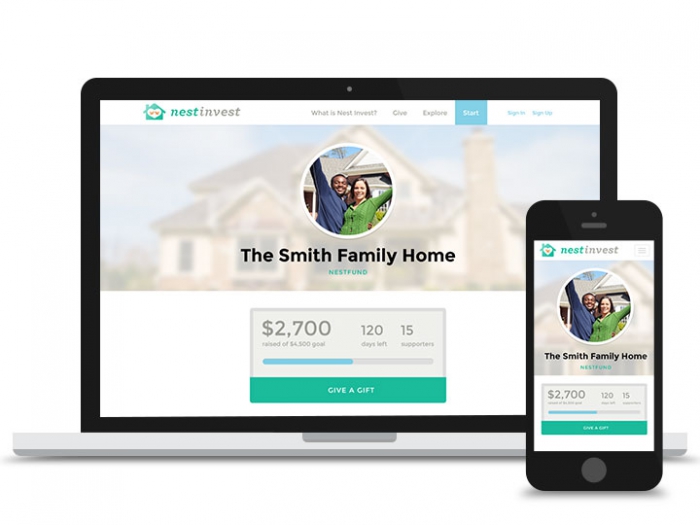 nestinvest
What is Nest Invest? Give Explore Start Sign In Sign Up
The Smith Family Home
NESTFUND
$2,700 120 15
raised of $4,500 goal days left supporters
GIVE A GIFT
nestinvest
The Smith Family Home
NESTFUND
$2,700 120 15
raised of $4,500 goal days left supporters
GIVE A GIFT